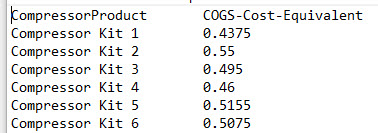 CompressorProduct COGS-Cost-Equivalent
Compressor Kit 1 0.4375
Compressor Kit 2 0.55
Compressor Kit 3 0.495
Compressor Kit 4 0.46
Compressor Kit 5 0.5155
Compressor Kit 6 0.5075